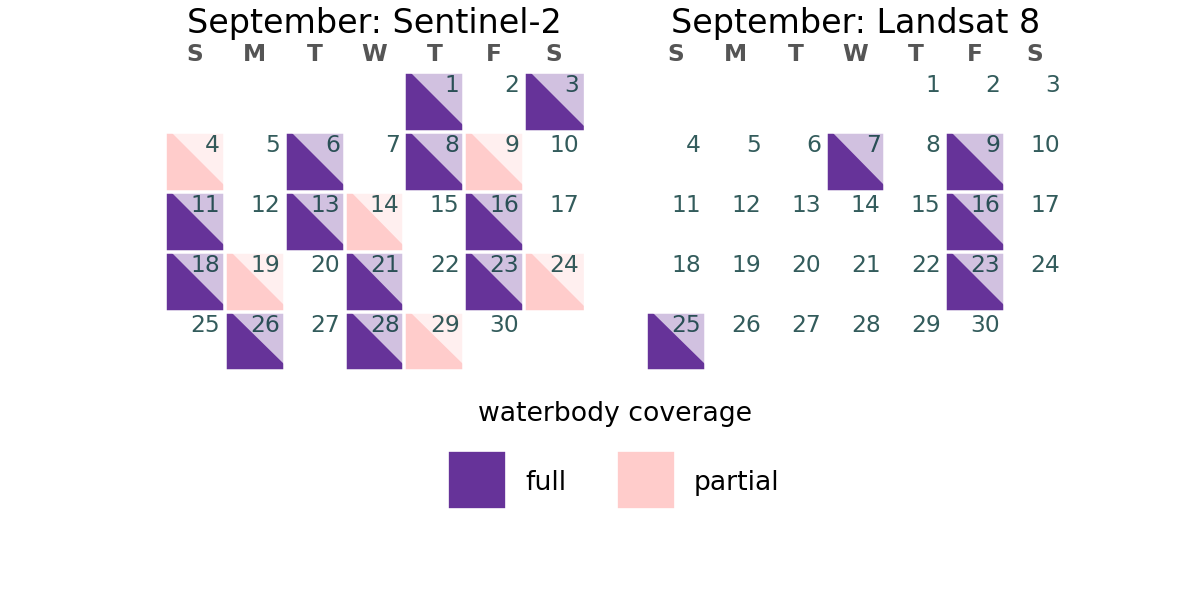 September: Sentinel-2
S M T W T F S
1 2 3
4 5 6 7 8 9 10
11 12 13 14 15 16 17
18 19 20 21 22 23 24
25 26 27 28 29 30
September: Landsat 8
S M T W T F S
1 2 3
4 5 6 7 8 9 10
11 12 13 14 15 16 17
18 19 20 21 22 23 24
25 26 27 28 29 30
waterbody coverage
full partial